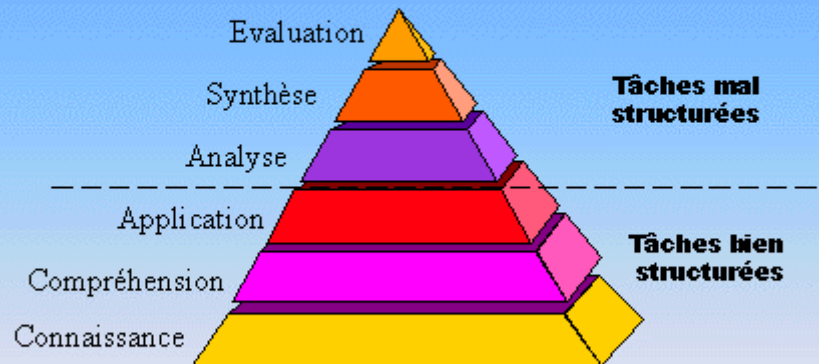 Evaluation
Synthèse
Tâches mal
structurées
Analyse
Application
Tâches bien
structurées
Compréhension
Connaissance